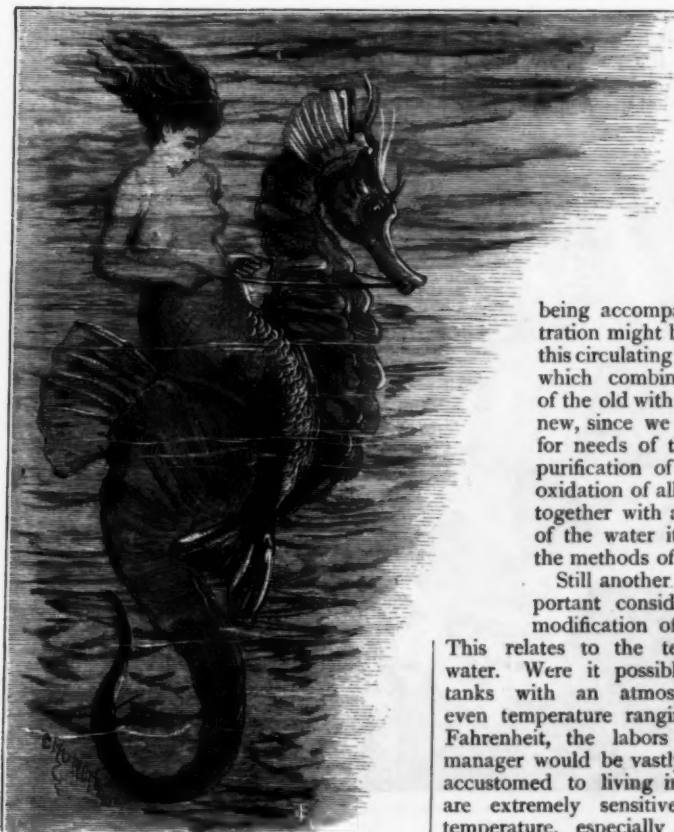 being accompa
tration might b
this circulating
which combin
of the old with
new, since we
for needs of t
purification of
oxidation of all
together with a
of the water it
the methods of
Still another
portant consid
modification of
This relates to the te
water. Were it possibl
tanks with an atmos
even temperature rangi
Fahrenheit, the labors
manager would be vastl
accustomed to living i
are extremely sensitive
temperature, especially
CHURCH